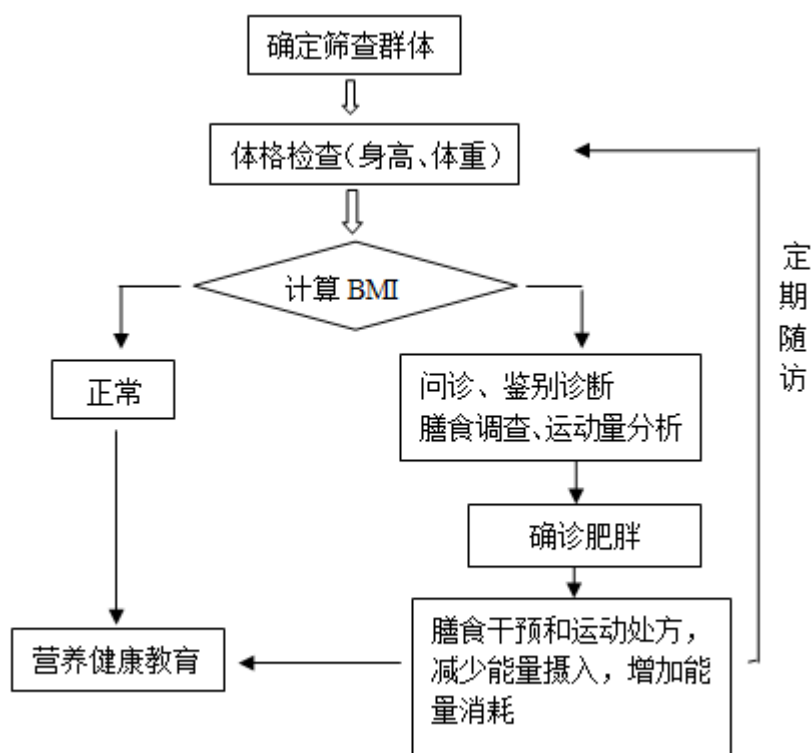 确定筛查群体
体格检查(身高、体重)
计算 BMI
正常
问诊、鉴别诊断
膳食调查、运动量分析
确诊肥胖
膳食干预和运动处方，
减少能量摄入，增加能
量消耗
营养健康教育
定
期
随
访